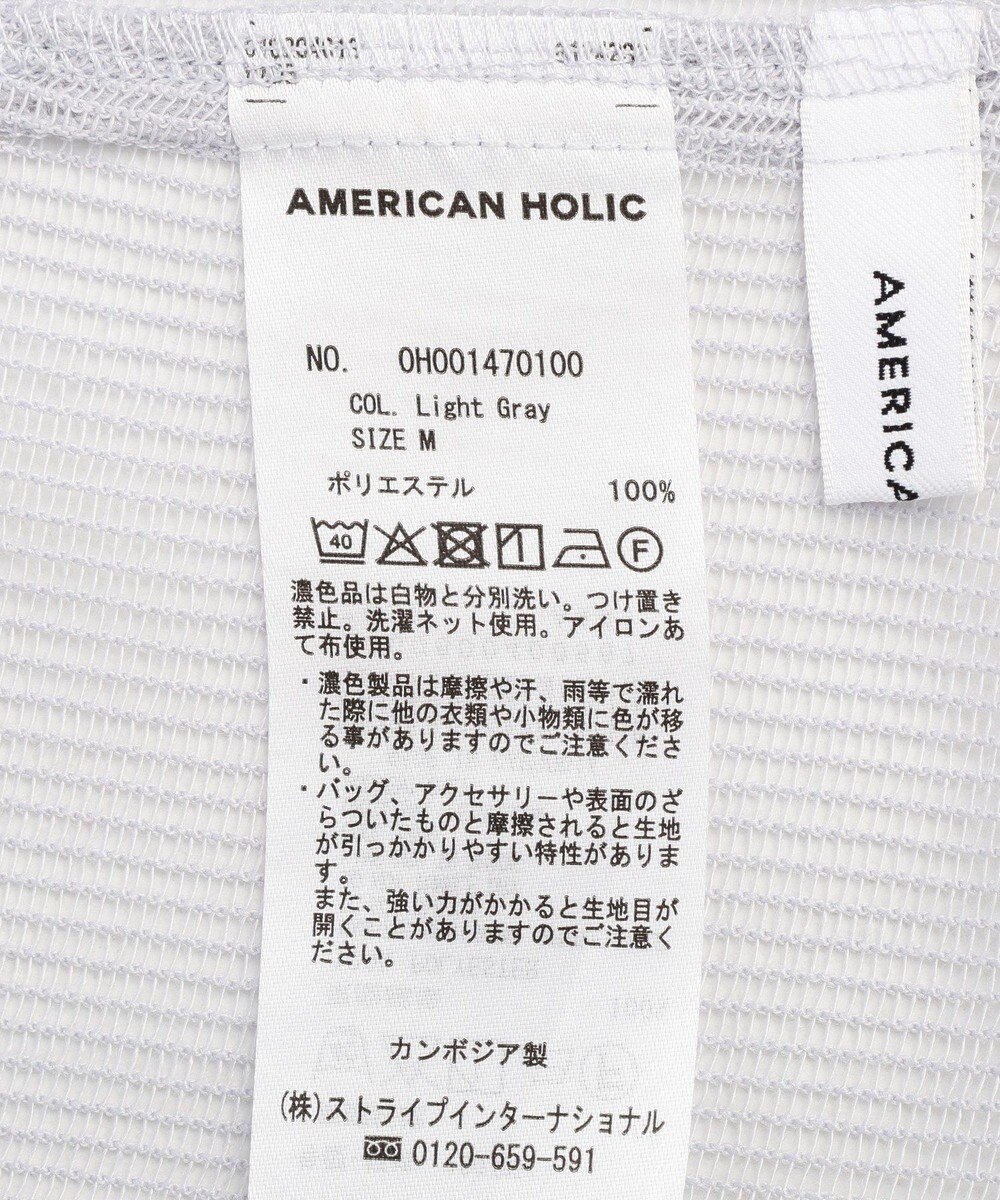 AMERICAN HOLIC
NO. 0H001470100
COL. Light Gray
SIZE M
ポリエステル 100%
40 F
濃色品は白物と分別洗い。つけ置き
禁止。洗濯ネット使用。アイロンあ
て布使用。
・濃色製品は摩擦や汗、雨等で濡れ
た際に他の衣類や小物類に色が移
る事がありますのでご注意くださ
い。
・バッグ、アクセサリーや表面のざ
らついたものと摩擦されると生地
が引っかかりやすい特性がありま
す。
また、強い力がかかると生地目が
開くことがありますのでご注意く
ださい。
カンボジア製
(株)ストライプインターナショナル
0120-659-591
AMERICA